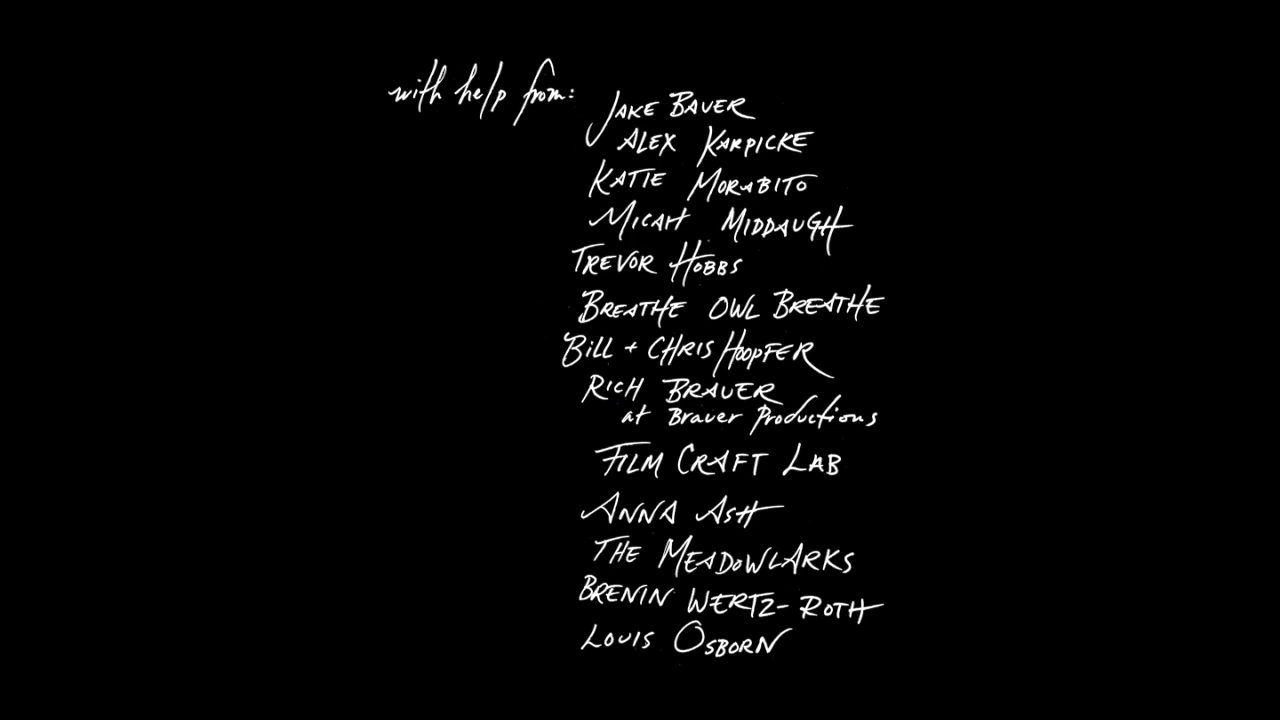 with help from:
JAKE BAUER
ALEX KARPICKE
KATIE MORABITO
MICAH MIDDAUGH
TREVOR HOBBS
BREATHE OWL BREATHE
BILL + CHRIS HOOPFER
RICH BRAUER
at Brauer Productions
FILM CRAFT LAB
ANNA ASH
THE MEADOWLARKS
BRENIN WERTZ-ROTH
LOUIS OSBORN